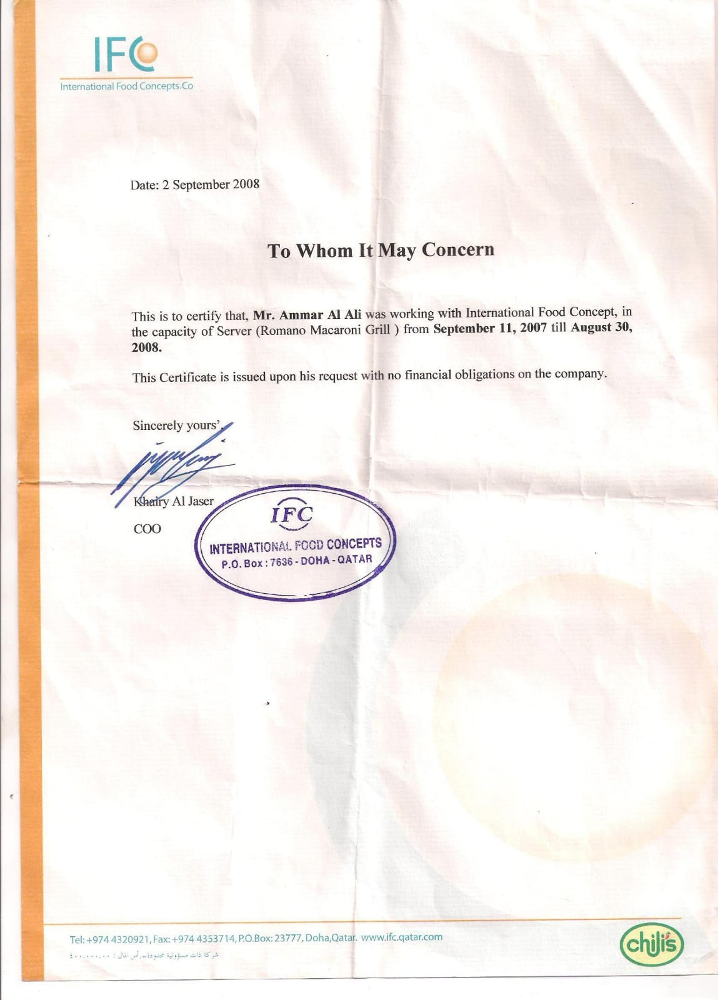 IFC
International Food Concepts.Co
Date: 2 September 2008
To Whom It May Concern
This is to certify that, Mr. Ammar Al Ali was working with International Food Concept, in
the capacity of Server (Romano Macaroni Grill ) from September 11, 2007 till August 30,
2008.
This Certificate is issued upon his request with no financial obligations on the company.
Sincerely yours’
Khairy Al Jaser
COO
IFC
INTERNATIONAL FOOD CONCEPTS
P.O. Box : 7636 - DOHA - QATAR
Tel: +974 4320921, Fax: +974 4353714, P.O.Box: 23777, Doha,Qatar. www.ifc.qatar.com
شركة ذات مسؤولية محدودة-رأس المال : ٤٠٠,٠٠٠,٠٠
chili's